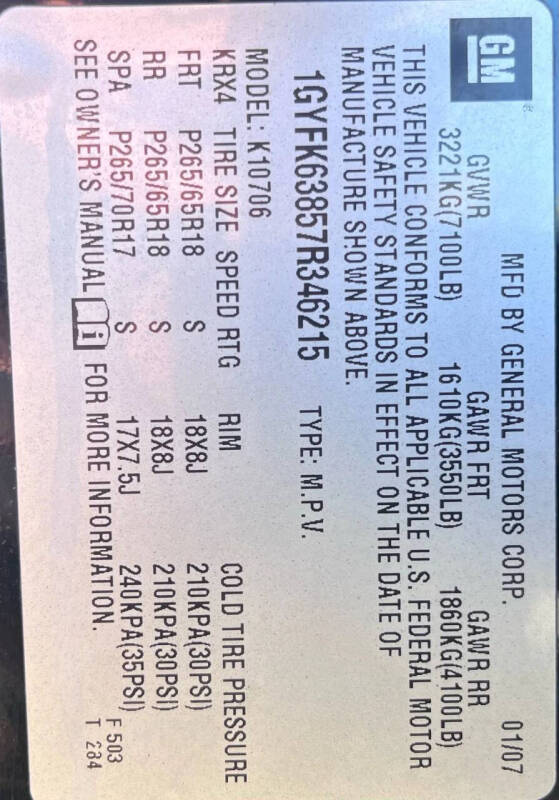 GM
MFD BY GENERAL MOTORS CORP. 01/07
GVWR GAWR FRT GAWR RR
3221KG(7100LB) 1610KG(3550LB) 1860KG(4100LB)
THIS VEHICLE CONFORMS TO ALL APPLICABLE U.S. FEDERAL MOTOR
VEHICLE SAFETY STANDARDS IN EFFECT ON THE DATE OF
MANUFACTURE SHOWN ABOVE.
1GYFK63857R346215 TYPE: M.P.V.
MODEL: K10706
KRX4 TIRE SIZE SPEED RTG RIM COLD TIRE PRESSURE
FRT P265/65R18 S 18X8J 210KPA(30PSI)
RR P265/65R18 S 18X8J 210KPA(30PSI)
SPA P265/70R17 S 17X7.5J 240KPA(35PSI)
SEE OWNER'S MANUAL i FOR MORE INFORMATION.
F 503
T 284